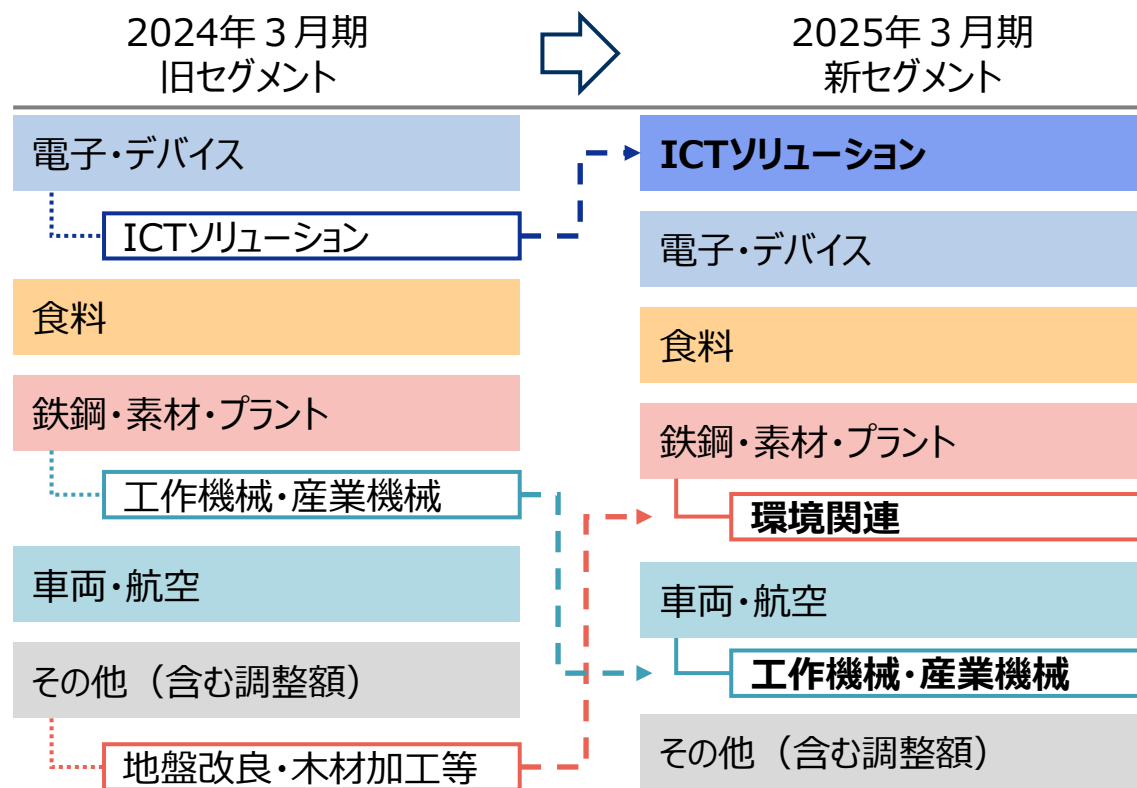 2024年３月期
旧セグメント
2025年３月期
新セグメント
電子・デバイス
ICTソリューション
食料
鉄鋼・素材・プラント
工作機械・産業機械
車両・航空
その他（含む調整額）
地盤改良・木材加工等
ICTソリューション
電子・デバイス
食料
鉄鋼・素材・プラント
環境関連
車両・航空
工作機械・産業機械
その他（含む調整額）